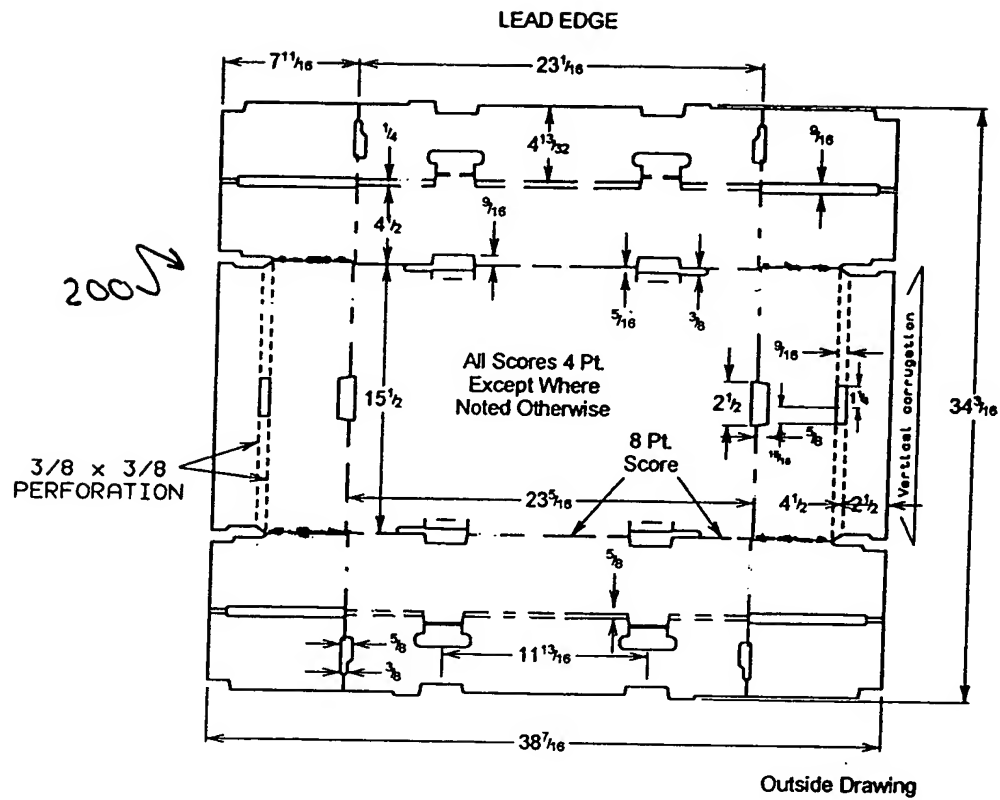 LEAD EDGE
7 11/16
23 1/16
1/4
4 13/32
9/16
4 1/2
9/16
200
5/16
3/8
Vertical corrugation
9/16
All Scores 4 Pt.
Except Where
Noted Otherwise
15 1/2
2 1/2
34 3/16
5/8
15/16
8 Pt.
Score
3/8 x 3/8
PERFORATION
23 5/16
4 1/2
2 1/2
5/8
5/8
11 13/16
3/8
38 7/16
Outside Drawing